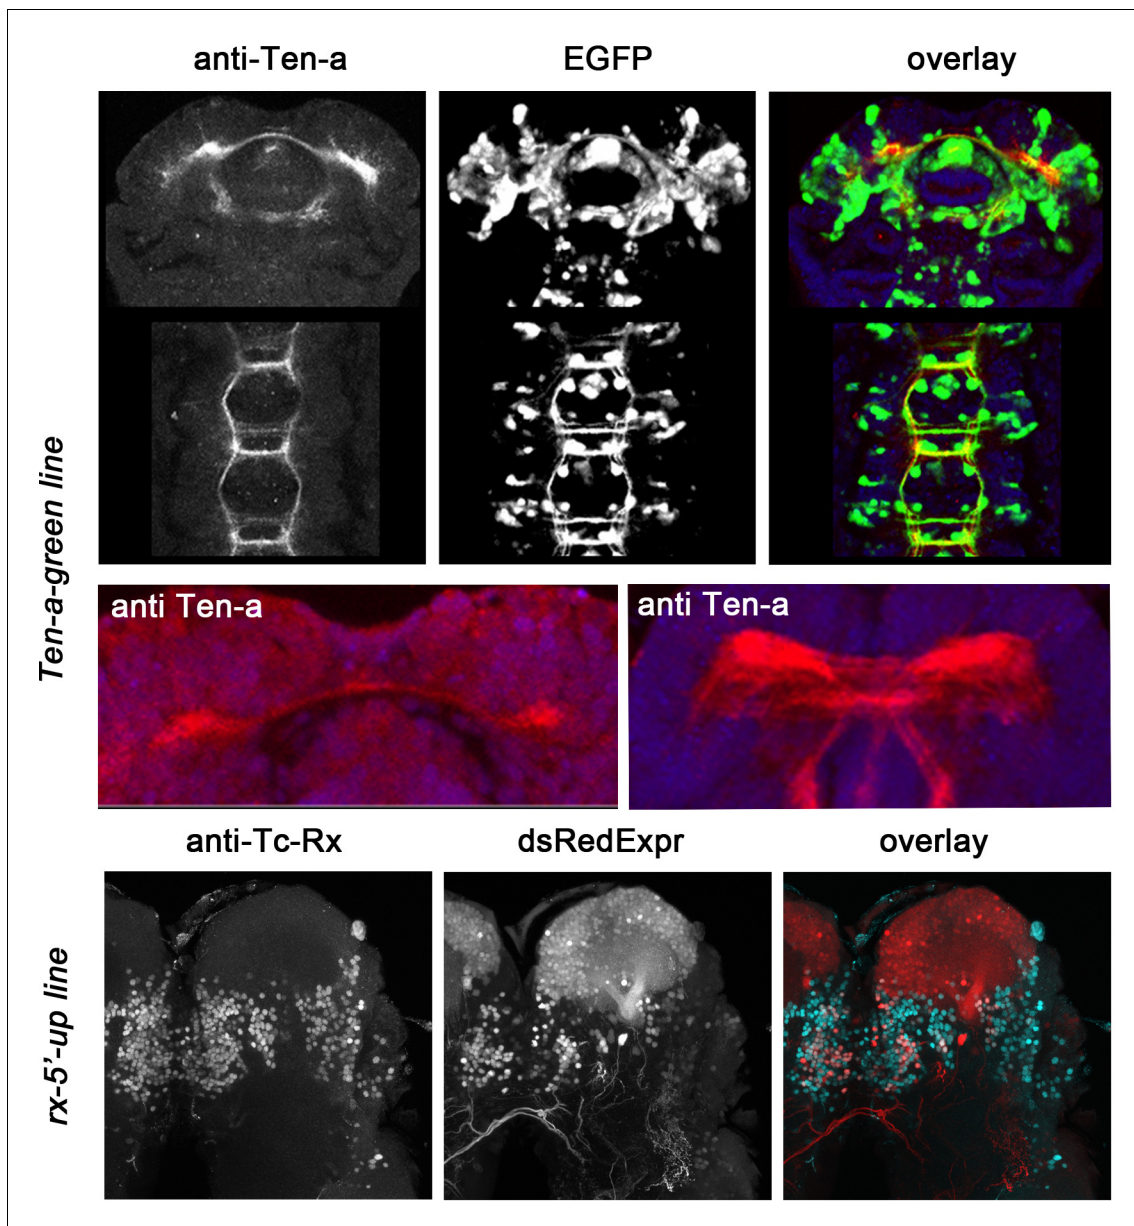 anti-Ten-a
EGFP
overlay
Ten-a-green line
anti Ten-a
anti Ten-a
anti-Tc-Rx
dsRedExpr
overlay
rx-5’-up line